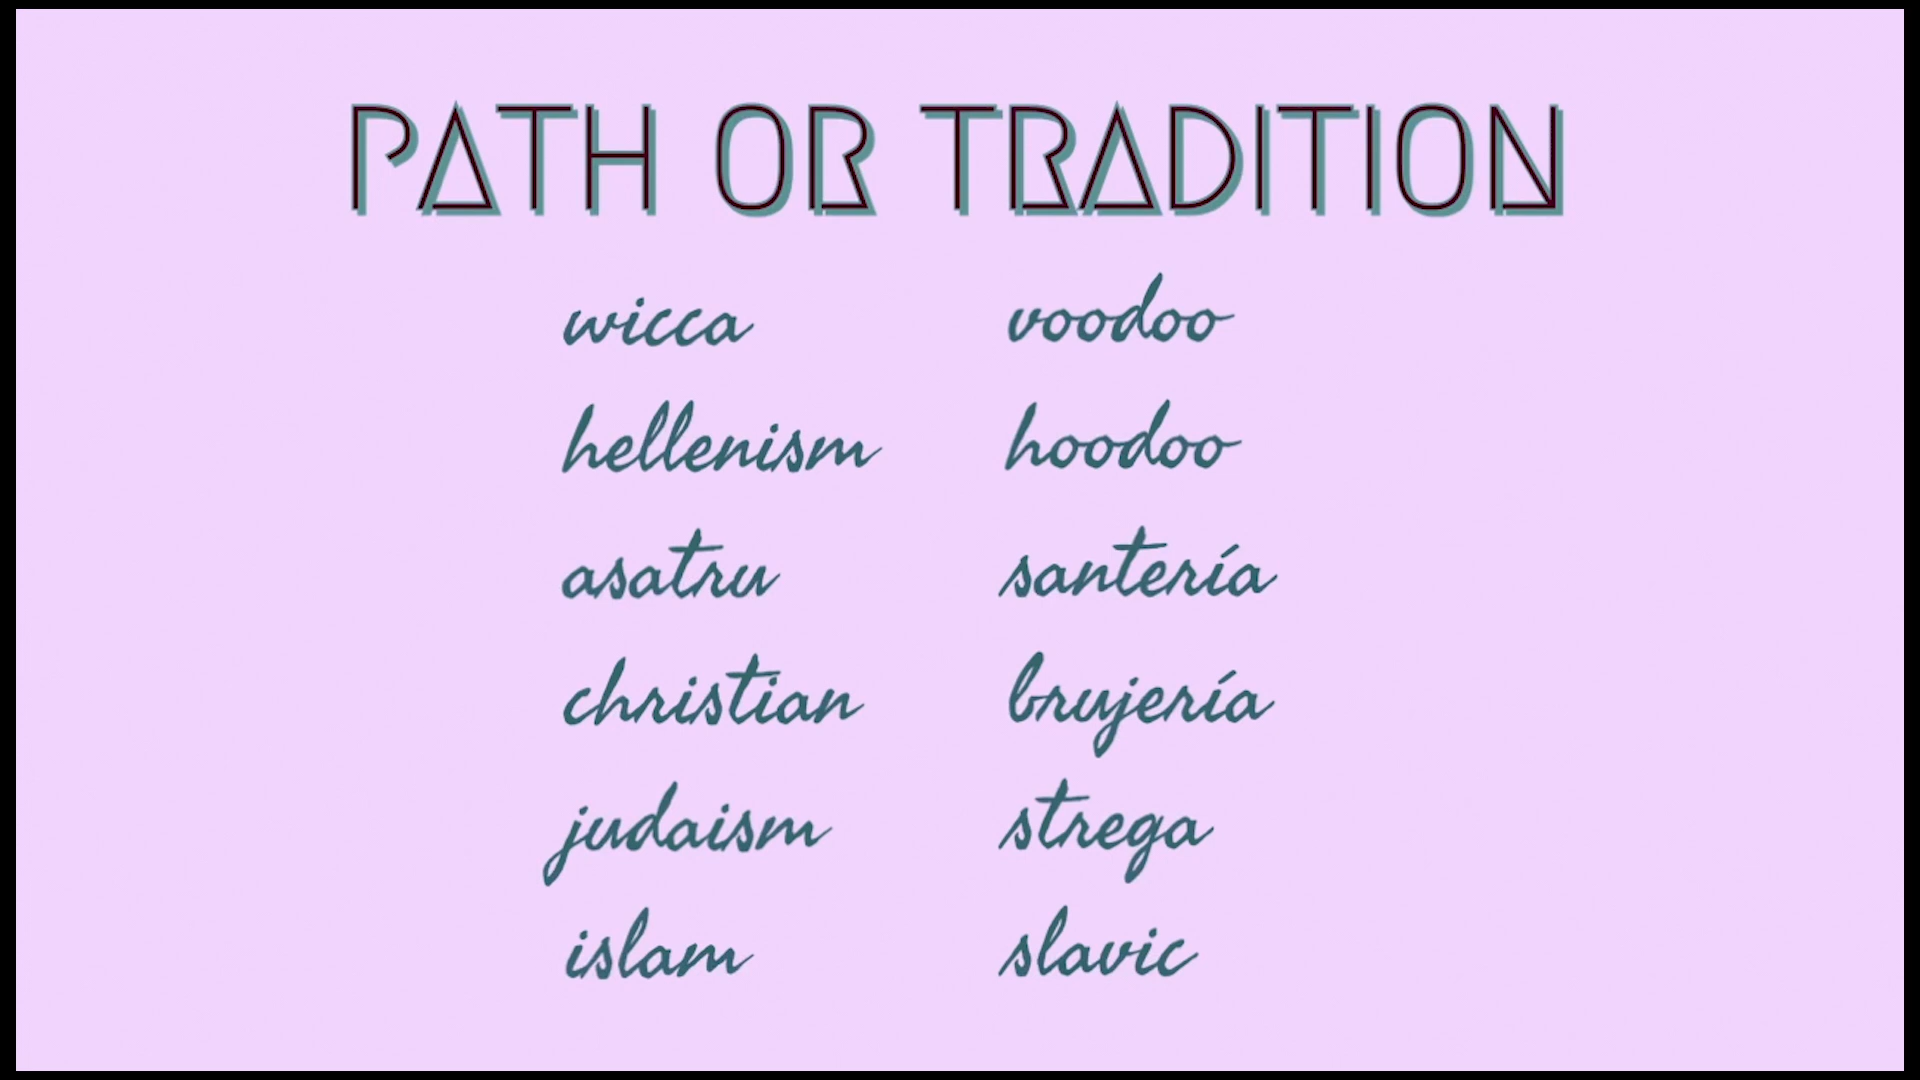 PATH OR TRADITION
wicca
hellenism
asatru
christian
judaism
islam
voodoo
hoodoo
santería
brujería
strega
slavic